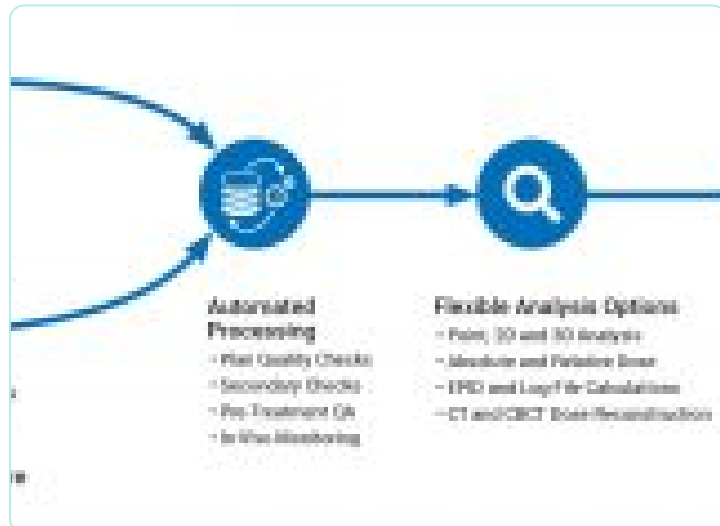 Automated
Processing
- Plan Quality Checks
- Secondary Checks
- Pre-Treatment QA
- In Vivo Monitoring
Flexible Analysis Options
- Point, 2D and 3D Analysis
- Absolute and Relative Dose
- EPID and Log File Calculations
- CT and CBCT Dose Reconstruction